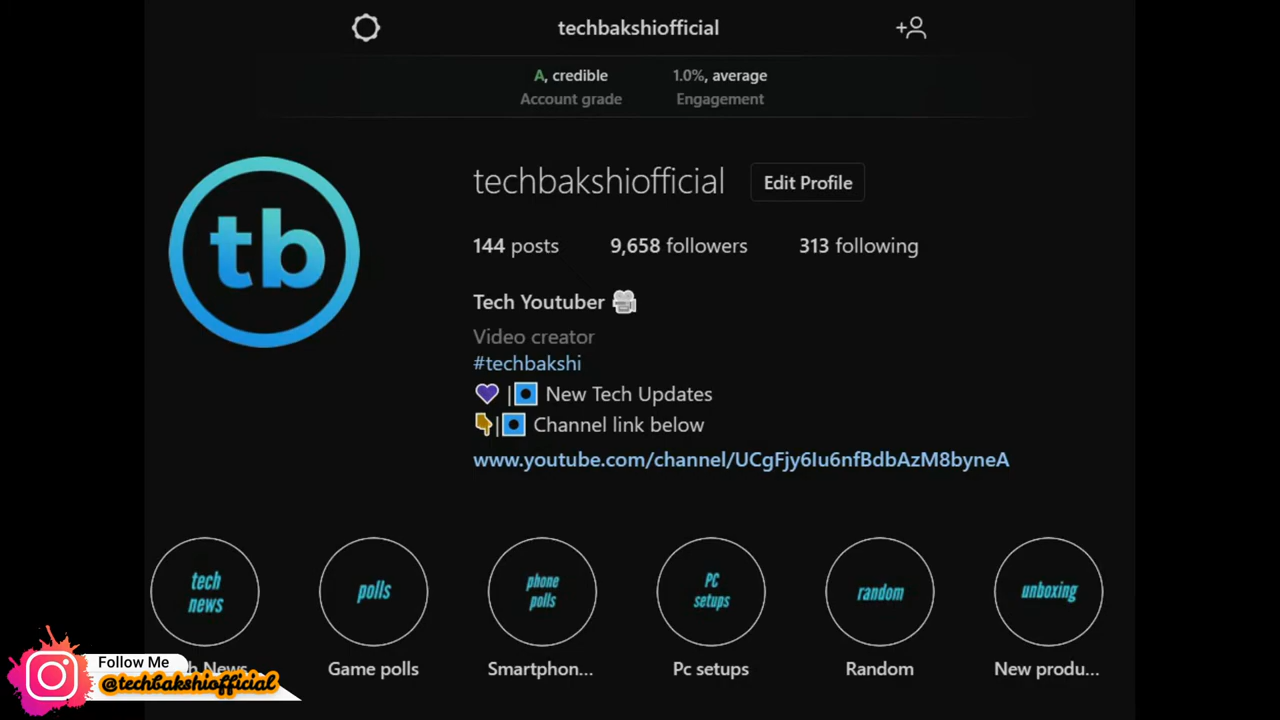 techbakshiofficial
A, credible
1.0%, average
Account grade
Engagement
tb
techbakshiofficial
Edit Profile
144 posts
9,658 followers
313 following
Tech Youtuber
Video creator
#techbakshi
| New Tech Updates
| Channel link below
www.youtube.com/channel/UCgFjy6Iu6nfBdbAzM8byneA
tech
news
polls
phone
polls
PC
setups
random
unboxing
News
Game polls
Smartphon...
Pc setups
Random
New produ...
Follow Me
@techbakshiofficial